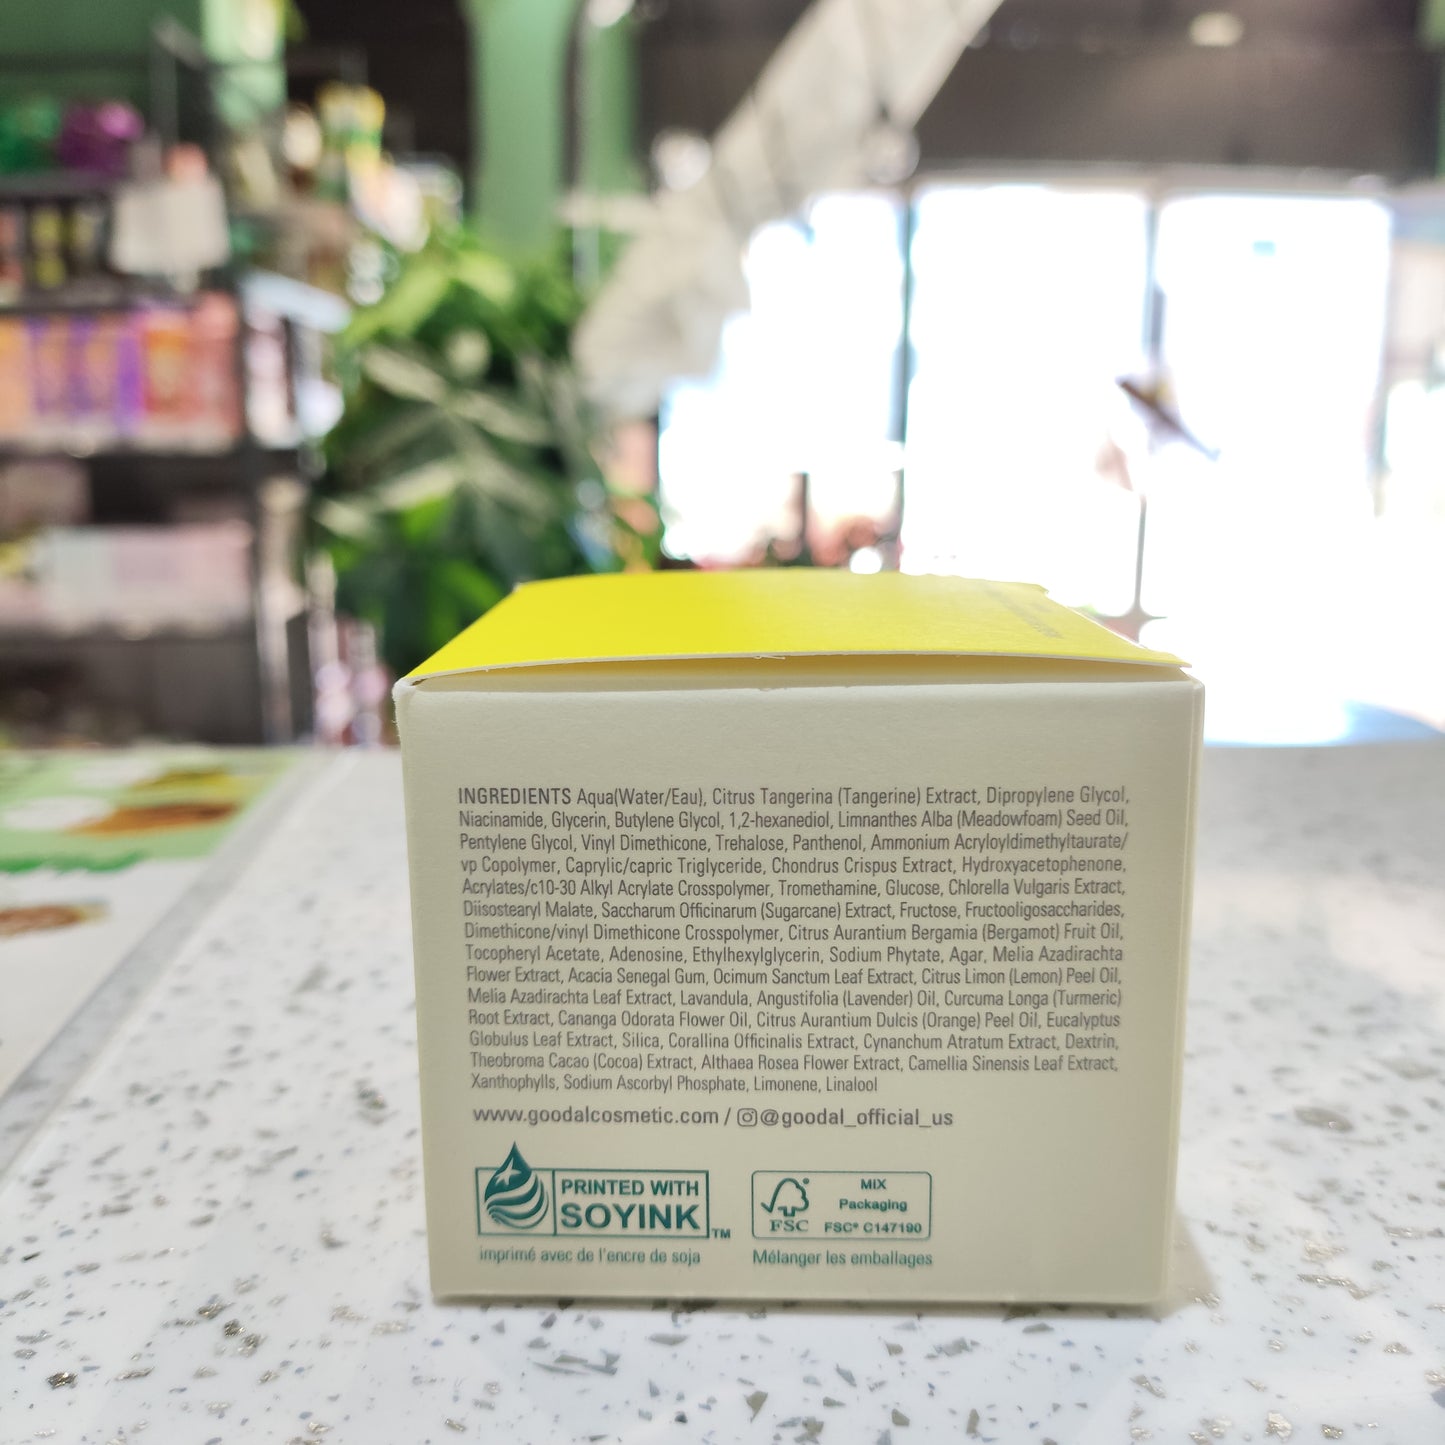 INGREDIENTS Aqua(Water/Eau), Citrus Tangerina (Tangerine) Extract, Dipropylene Glycol,
Niacinamide, Glycerin, Butylene Glycol, 1,2-hexanediol, Limnanthes Alba (Meadowfoam) Seed Oil,
Pentylene Glycol, Vinyl Dimethicone, Trehalose, Panthenol, Ammonium Acryloyldimethyltaurate/
vp Copolymer, Caprylic/capric Triglyceride, Chondrus Crispus Extract, Hydroxyacetophenone,
Acrylates/c10-30 Alkyl Acrylate Crosspolymer, Tromethamine, Glucose, Chlorella Vulgaris Extract,
Diisostearyl Malate, Saccharum Officinarum (Sugarcane) Extract, Fructose, Fructooligosaccharides,
Dimethicone/vinyl Dimethicone Crosspolymer, Citrus Aurantium Bergamia (Bergamot) Fruit Oil,
Tocopheryl Acetate, Adenosine, Ethylhexylglycerin, Sodium Phytate, Agar, Melia Azadirachta
Flower Extract, Acacia Senegal Gum, Ocimum Sanctum Leaf Extract, Citrus Limon (Lemon) Peel Oil,
Melia Azadirachta Leaf Extract, Lavandula, Angustifolia (Lavender) Oil, Curcuma Longa (Turmeric)
Root Extract, Cananga Odorata Flower Oil, Citrus Aurantium Dulcis (Orange) Peel Oil, Eucalyptus
Globulus Leaf Extract, Silica, Corallina Officinalis Extract, Cynanchum Atratum Extract, Dextrin,
Theobroma Cacao (Cocoa) Extract, Althaea Rosea Flower Extract, Camellia Sinensis Leaf Extract,
Xanthophylls, Sodium Ascorbyl Phosphate, Limonene, Linalool
www.goodalcosmetic.com / @goodal_official_us
PRINTED WITH
SOYINK™
imprimé avec de l'encre de soja
MIX
Packaging
FSC FSC® C147190
Mélanger les emballages